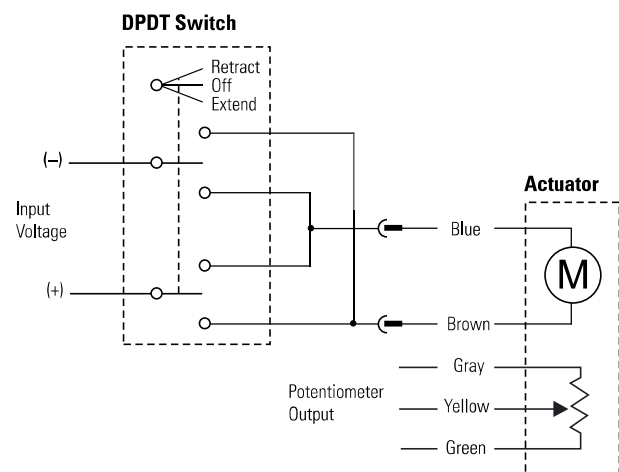 DPDT Switch
Retract
Off
Extend
(–)
Input
Voltage
(+)
Actuator
Blue
M
Brown
Gray
Potentiometer
Output
Yellow
Green